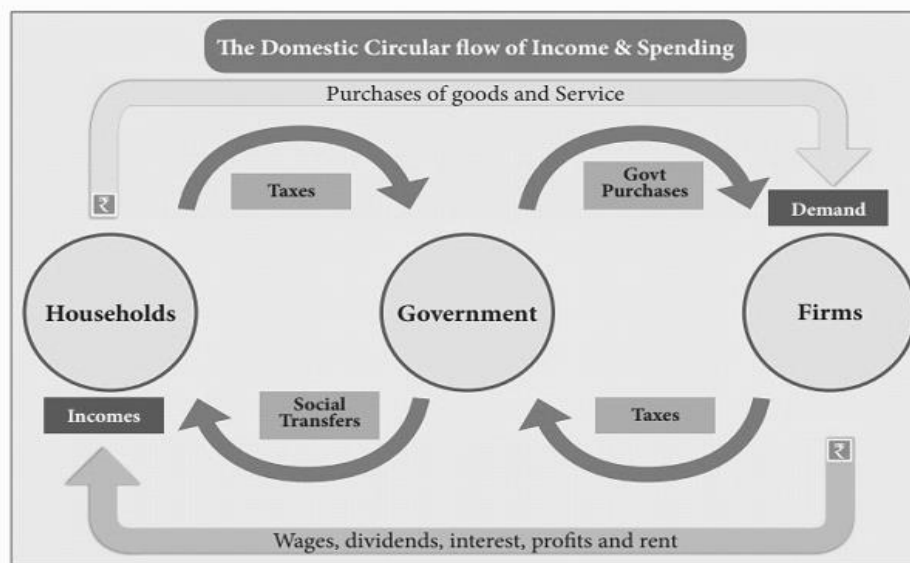 The Domestic Circular flow of Income & Spending
Purchases of goods and Service
₹
Taxes
Govt
Purchases
Demand
Households
Government
Firms
Incomes
Social
Transfers
Taxes
₹
Wages, dividends, interest, profits and rent